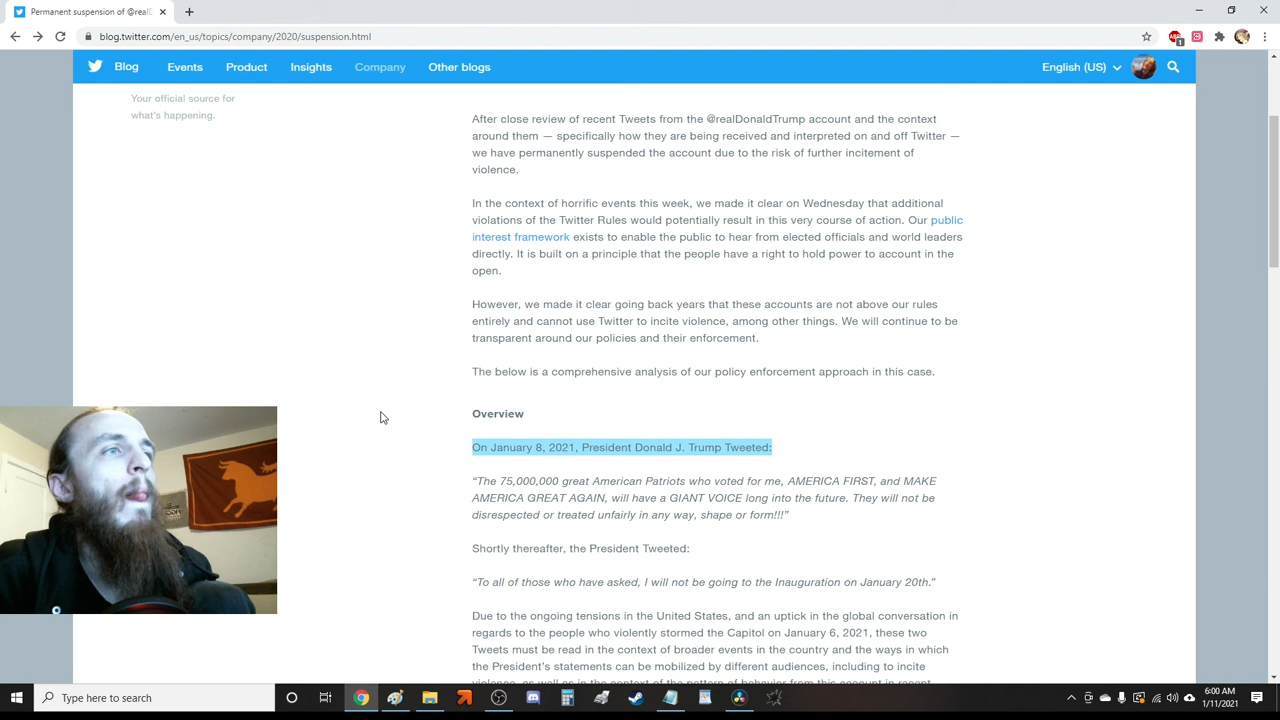 Permanent suspension of @realD
blog.twitter.com/en_us/topics/company/2020/suspension.html
Blog Events Product Insights Company Other blogs English (US)
Your official source for
what's happening.
After close review of recent Tweets from the @realDonaldTrump account and the context
around them — specifically how they are being received and interpreted on and off Twitter —
we have permanently suspended the account due to the risk of further incitement of
violence.
In the context of horrific events this week, we made it clear on Wednesday that additional
violations of the Twitter Rules would potentially result in this very course of action. Our public
interest framework exists to enable the public to hear from elected officials and world leaders
directly. It is built on a principle that the people have a right to hold power to account in the
open.
However, we made it clear going back years that these accounts are not above our rules
entirely and cannot use Twitter to incite violence, among other things. We will continue to be
transparent around our policies and their enforcement.
The below is a comprehensive analysis of our policy enforcement approach in this case.
Overview
On January 8, 2021, President Donald J. Trump Tweeted:
“The 75,000,000 great American Patriots who voted for me, AMERICA FIRST, and MAKE
AMERICA GREAT AGAIN, will have a GIANT VOICE long into the future. They will not be
disrespected or treated unfairly in any way, shape or form!!!”
Shortly thereafter, the President Tweeted:
“To all of those who have asked, I will not be going to the Inauguration on January 20th.”
Due to the ongoing tensions in the United States, and an uptick in the global conversation in
regards to the people who violently stormed the Capitol on January 6, 2021, these two
Tweets must be read in the context of broader events in the country and the ways in which
the President's statements can be mobilized by different audiences, including to incite
violence, as well as in the context of the pattern of behavior from this account in recent
Type here to search
6:00 AM
1/11/2021